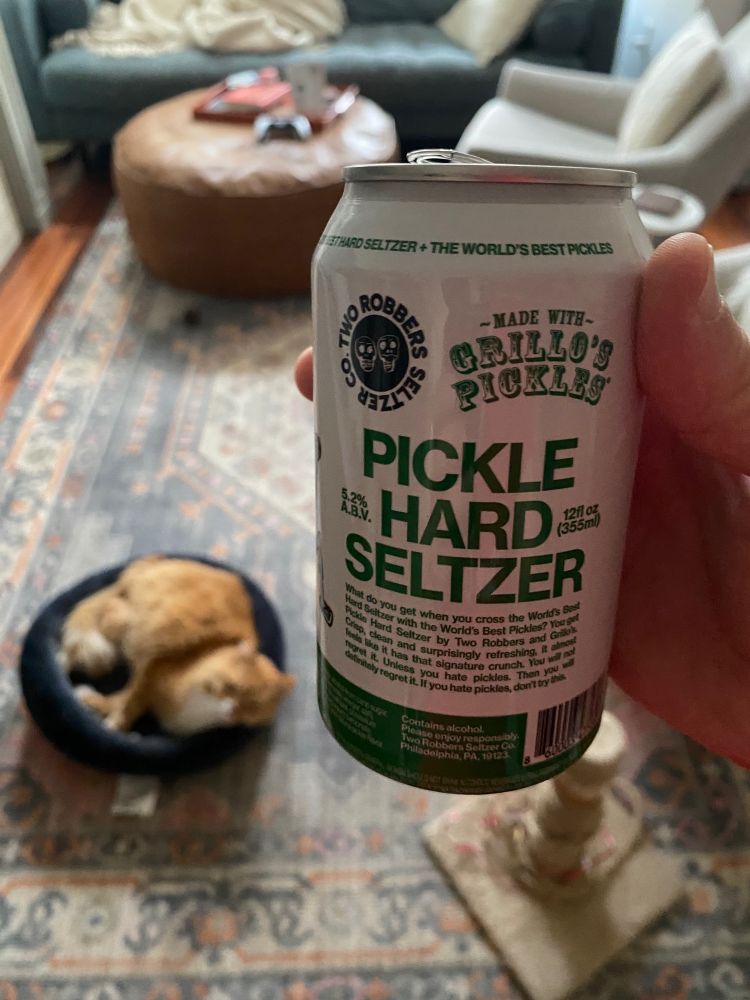 HARD SELTZER + THE WORLD'S BEST PICKLES
TWO ROBBERS SELTZER CO.
~MADE WITH~
GRILLO'S
PICKLES
PICKLE
5.2%
A.B.V.
HARD
12fl oz
(355ml)
SELTZER
What do you get when you cross the World's Best
Hard Seltzer with the World's Best Pickles? You get
Pickle Hard Seltzer by Two Robbers and Grillo's.
Crisp, clean and surprisingly refreshing, it almost
feels like it has that signature crunch. You will not
regret it. Unless you hate pickles. Then you will
definitely regret it. If you hate pickles, don't try this.
Contains alcohol.
Please enjoy responsibly.
Two Robbers Seltzer Co.
Philadelphia, PA, 19123.